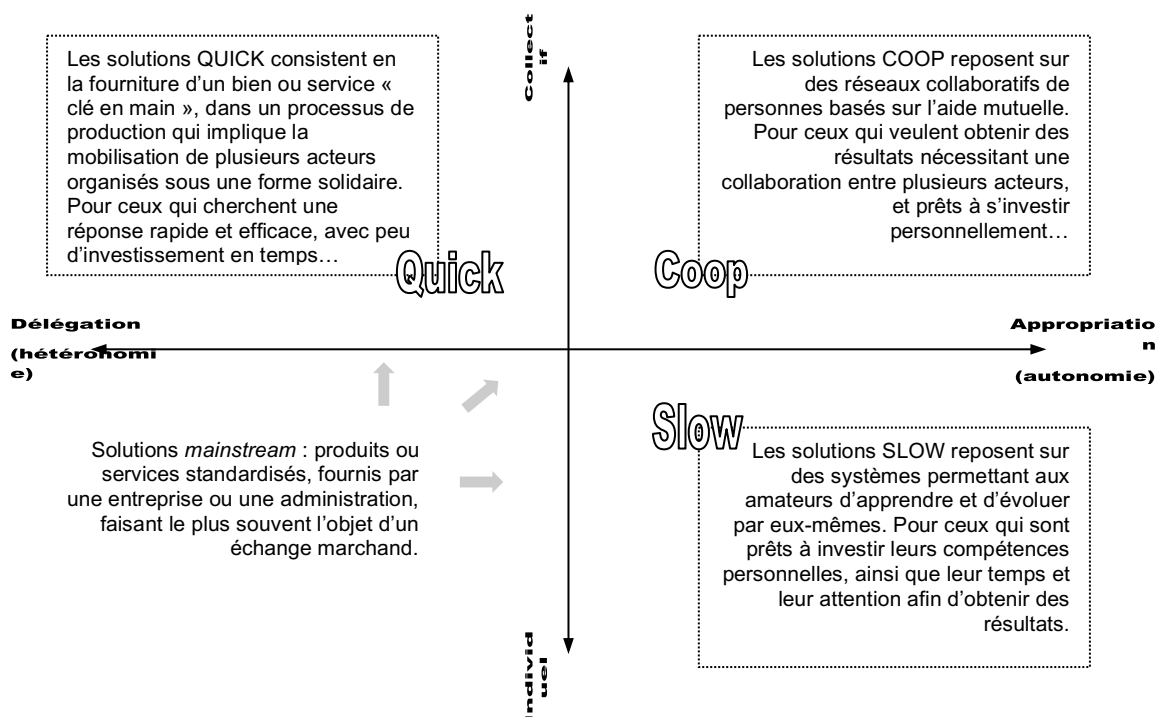 Collect
if
Les solutions QUICK consistent en
la fourniture d’un bien ou service «
clé en main », dans un processus de
production qui implique la
mobilisation de plusieurs acteurs
organisés sous une forme solidaire.
Pour ceux qui cherchent une
réponse rapide et efficace, avec peu
d’investissement en temps…
Quick
Les solutions COOP reposent sur
des réseaux collaboratifs de
personnes basés sur l’aide mutuelle.
Pour ceux qui veulent obtenir des
résultats nécessitant une
collaboration entre plusieurs acteurs,
et prêts à s’investir
personnellement…
Coop
Délégation
(hétéronomi
e)
Appropriatio
n
(autonomie)
Solutions mainstream : produits ou
services standardisés, fournis par
une entreprise ou une administration,
faisant le plus souvent l’objet d’un
échange marchand.
Slow
Les solutions SLOW reposent sur
des systèmes permettant aux
amateurs d’apprendre et d’évoluer
par eux-mêmes. Pour ceux qui sont
prêts à investir leurs compétences
personnelles, ainsi que leur temps et
leur attention afin d’obtenir des
résultats.
Individ
uel